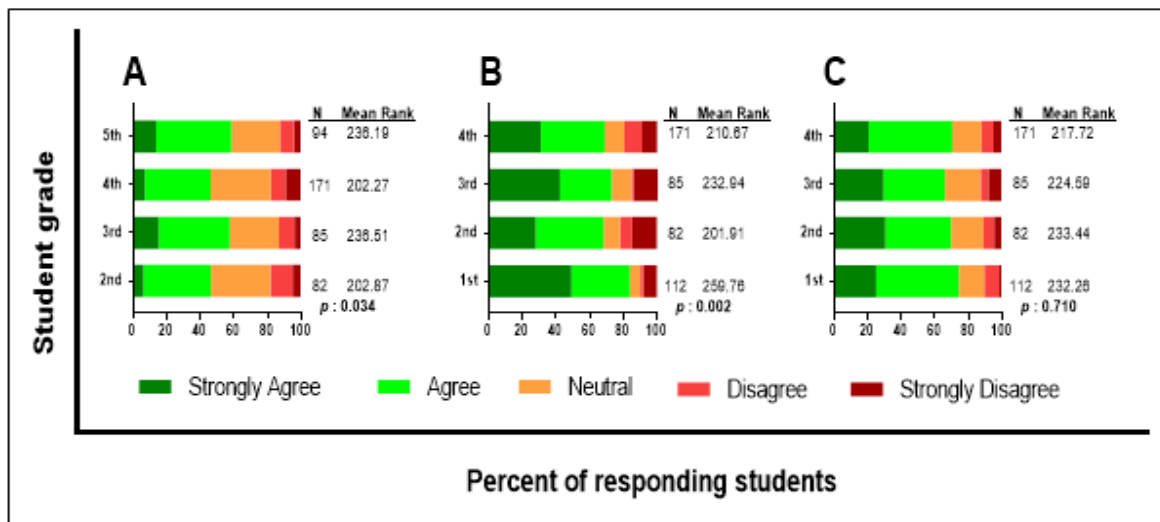 A
N Mean Rank
5th 94 236.19
4th 171 202.27
3rd 85 236.51
2nd 82 202.87
p : 0.034
0 20 40 60 80 100
B
N Mean Rank
4th 171 210.67
3rd 85 232.94
2nd 82 201.91
1st 112 259.76
p : 0.002
0 20 40 60 80 100
C
N Mean Rank
4th 171 217.72
3rd 85 224.59
2nd 82 233.44
1st 112 232.26
p : 0.710
0 20 40 60 80 100
Student grade
Strongly Agree Agree Neutral Disagree Strongly Disagree
Percent of responding students